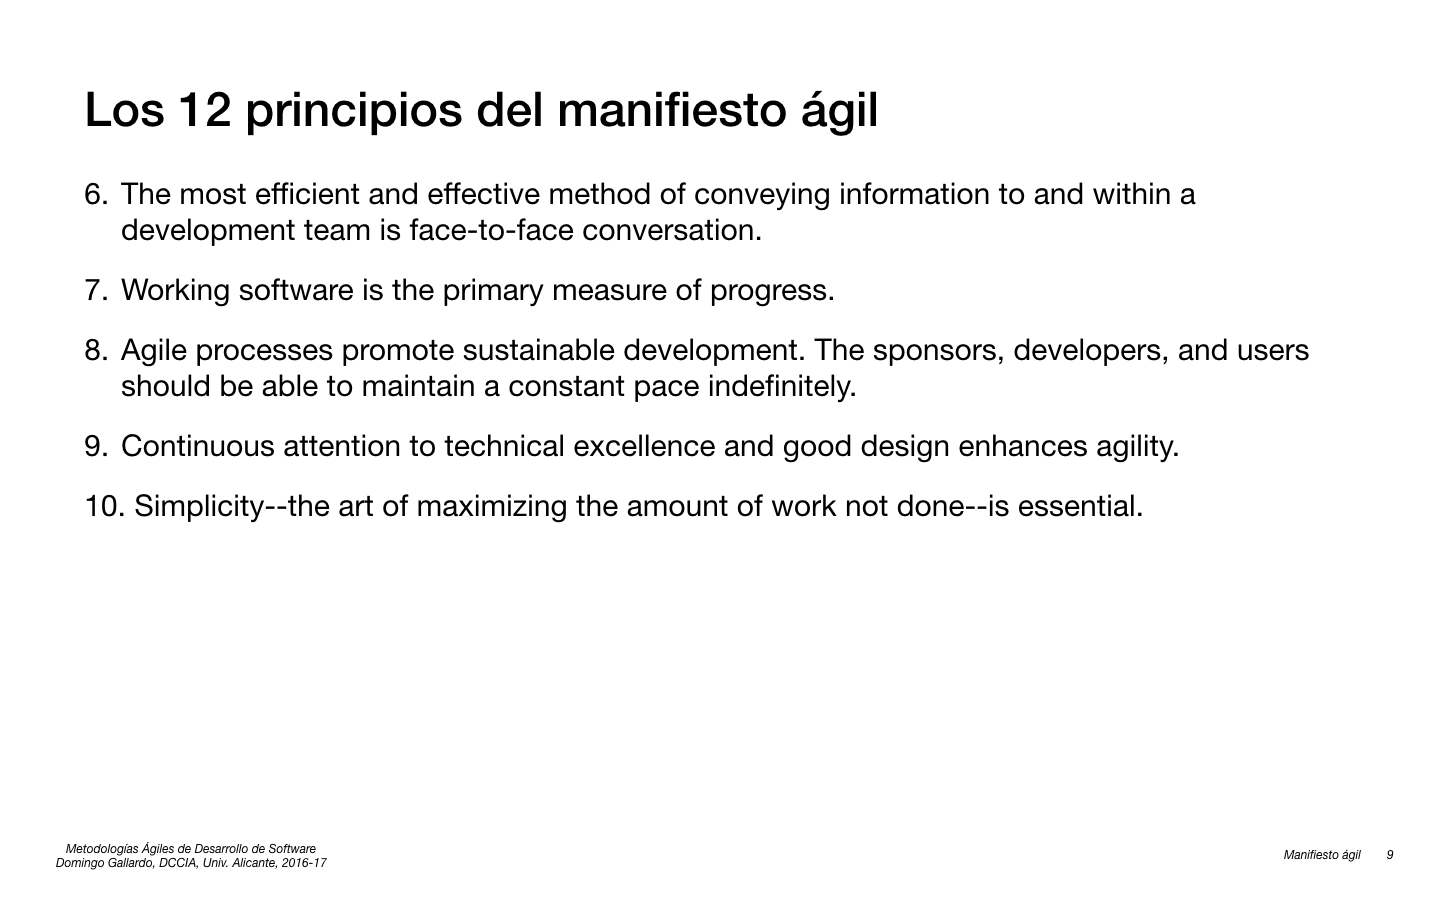 Los 12 principios del manifiesto ágil
6. The most efficient and effective method of conveying information to and within a
development team is face-to-face conversation.
7. Working software is the primary measure of progress.
8. Agile processes promote sustainable development. The sponsors, developers, and users
should be able to maintain a constant pace indefinitely.
9. Continuous attention to technical excellence and good design enhances agility.
10. Simplicity--the art of maximizing the amount of work not done--is essential.
Metodologías Ágiles de Desarrollo de Software
Domingo Gallardo, DCCIA, Univ. Alicante, 2016-17
Manifiesto ágil 9